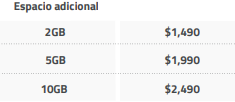 Espacio adicional
2GB $1,490
5GB $1,990
10GB $2,490